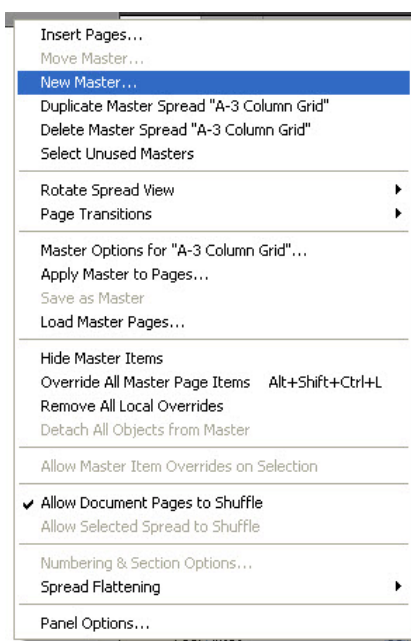 Insert Pages...
Move Master...
New Master...
Duplicate Master Spread "A-3 Column Grid"
Delete Master Spread "A-3 Column Grid"
Select Unused Masters
Rotate Spread View
Page Transitions
Master Options for "A-3 Column Grid"...
Apply Master to Pages...
Save as Master
Load Master Pages...
Hide Master Items
Override All Master Page Items Alt+Shift+Ctrl+L
Remove All Local Overrides
Detach All Objects from Master
Allow Master Item Overrides on Selection
Allow Document Pages to Shuffle
Allow Selected Spread to Shuffle
Numbering & Section Options...
Spread Flattening
Panel Options...